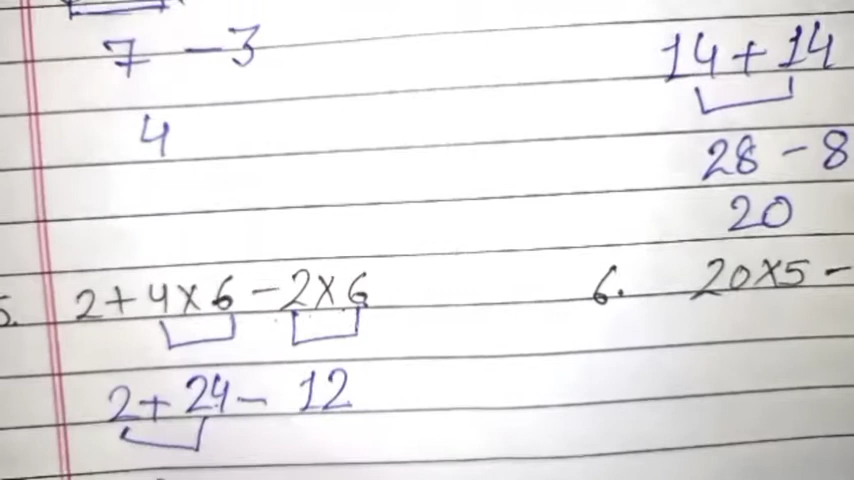 7 - 3
4
14 + 14
28 - 8
20
5. 2 + 4 × 6 - 2 × 6
2 + 24 - 12
6. 20 × 5 -